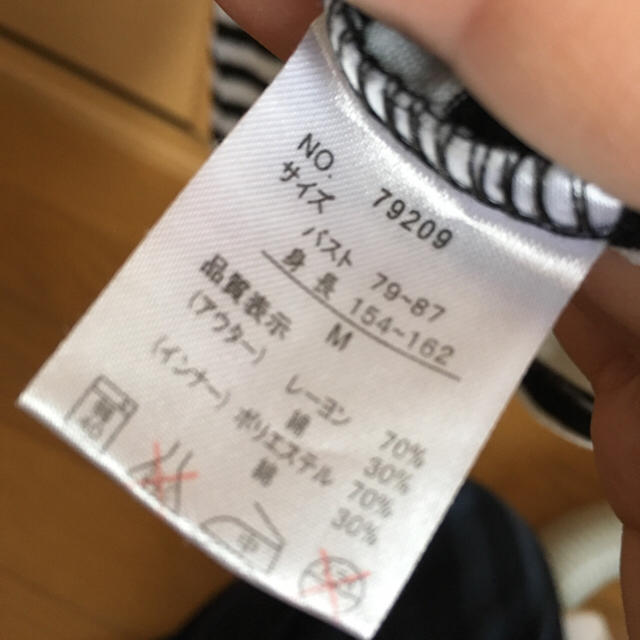 NO. 79209
サイズ
バスト 79~87
身長 154~162
M
品質表示
(アウター) レーヨン 70%
綿 30%
(インナー) ポリエステル 70%
綿 30%
中